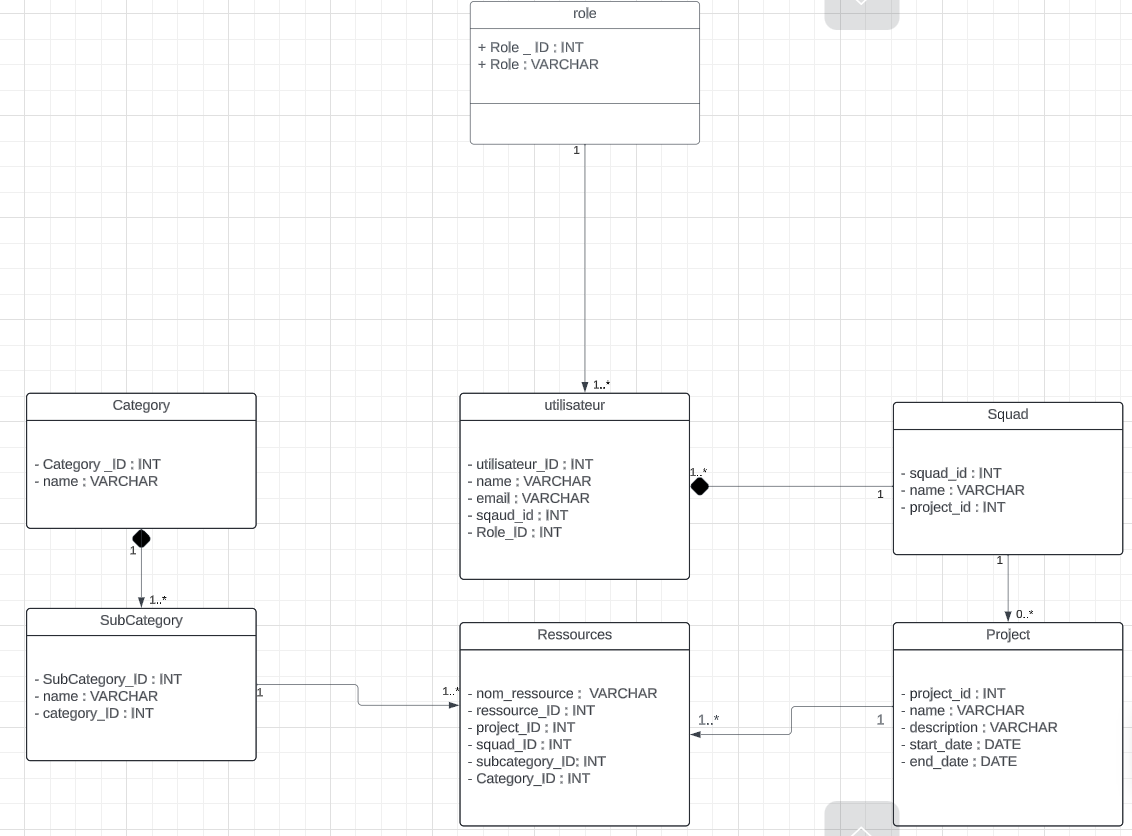 role
+ Role _ ID : INT
+ Role : VARCHAR
1
1..*
Category
- Category _ID : INT
- name : VARCHAR
1
1..*
utilisateur
- utilisateur_ID : INT
- name : VARCHAR
- email : VARCHAR
- sqaud_id : INT
- Role_ID : INT
1..*
1
Squad
- squad_id : INT
- name : VARCHAR
- project_id : INT
1
0..*
SubCategory
- SubCategory_ID : INT
- name : VARCHAR
- category_ID : INT
1
1..*
Ressources
- nom_ressource : VARCHAR
- ressource_ID : INT
- project_ID : INT
- squad_ID : INT
- subcategory_ID: INT
- Category_ID : INT
1..*
1
Project
- project_id : INT
- name : VARCHAR
- description : VARCHAR
- start_date : DATE
- end_date : DATE